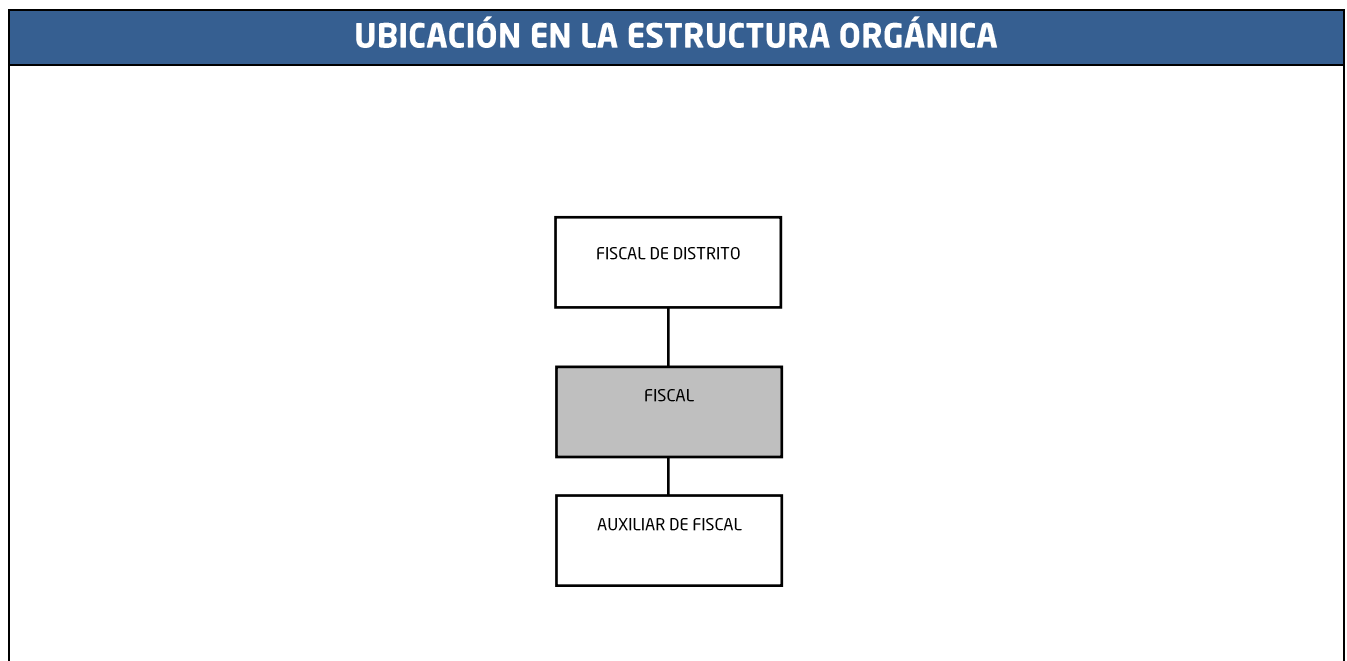 UBICACIÓN EN LA ESTRUCTURA ORGÁNICA
FISCAL DE DISTRITO
FISCAL
AUXILIAR DE FISCAL